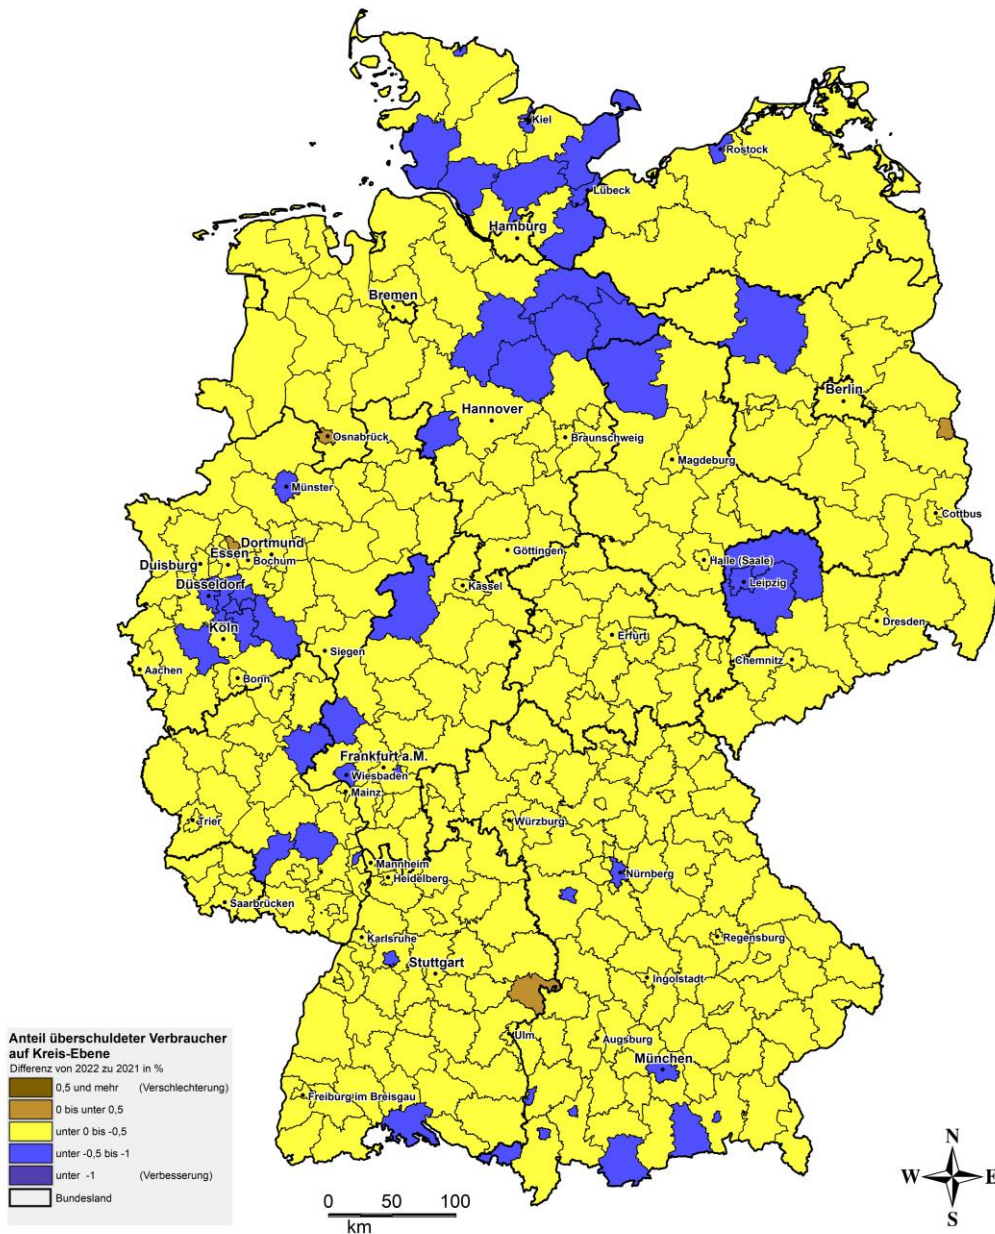 Kiel
Rostock
Lübeck
Hamburg
Bremen
Berlin
Hannover
Osnabrück
Braunschweig
Magdeburg
Münster
Cottbus
Dortmund
Essen
Bochum
Duisburg
Göttingen
Halle (Saale)
Düsseldorf
Kassel
Leipzig
Köln
Erfurt
Dresden
Siegen
Chemnitz
Aachen
Bonn
Frankfurt a.M.
Wiesbaden
Mainz
Trier
Würzburg
Mannheim
Heidelberg
Nürnberg
Saarbrücken
Karlsruhe
Regensburg
Stuttgart
Ingolstadt
Ulm
Augsburg
München
Freiburg im Breisgau
Anteil überschuldeter Verbraucher
auf Kreis-Ebene
Differenz von 2022 zu 2021 in %
0,5 und mehr (Verschlechterung)
0 bis unter 0,5
unter 0 bis -0,5
unter -0,5 bis -1
unter -1 (Verbesserung)
Bundesland
0 50 100
km
N
W E
S